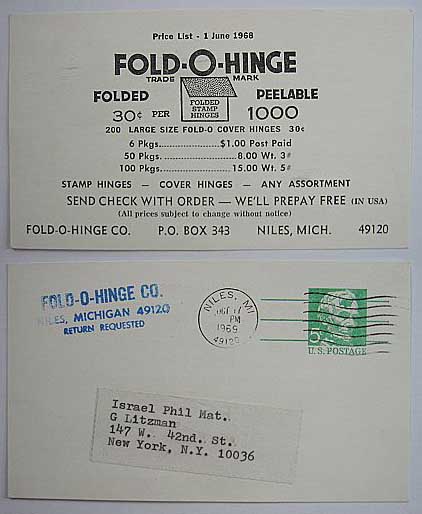 Price List - 1 June 1968
FOLD-O-HINGE
TRADE MARK
FOLDED PEELABLE
FOLDED
STAMP
HINGES
30¢ PER 1000
200 LARGE SIZE FOLD-O COVER HINGES 30¢
6 Pkgs.....................$1.00 Post Paid
50 Pkgs.....................8.00 Wt. 3#
100 Pkgs.....................15.00 Wt. 5#
STAMP HINGES — COVER HINGES — ANY ASSORTMENT
SEND CHECK WITH ORDER — WE'LL PREPAY FREE (IN USA)
(All prices subject to change without notice)
FOLD-O-HINGE CO. P.O. BOX 343 NILES, MICH. 49120
FOLD-O-HINGE CO.
NILES, MICHIGAN 49120
RETURN REQUESTED
NILES, MI
PM
1969
U.S. POSTAGE
Israel Phil Mat.
G Litzman
147 W. 42nd. St.
New York, N.Y. 10036